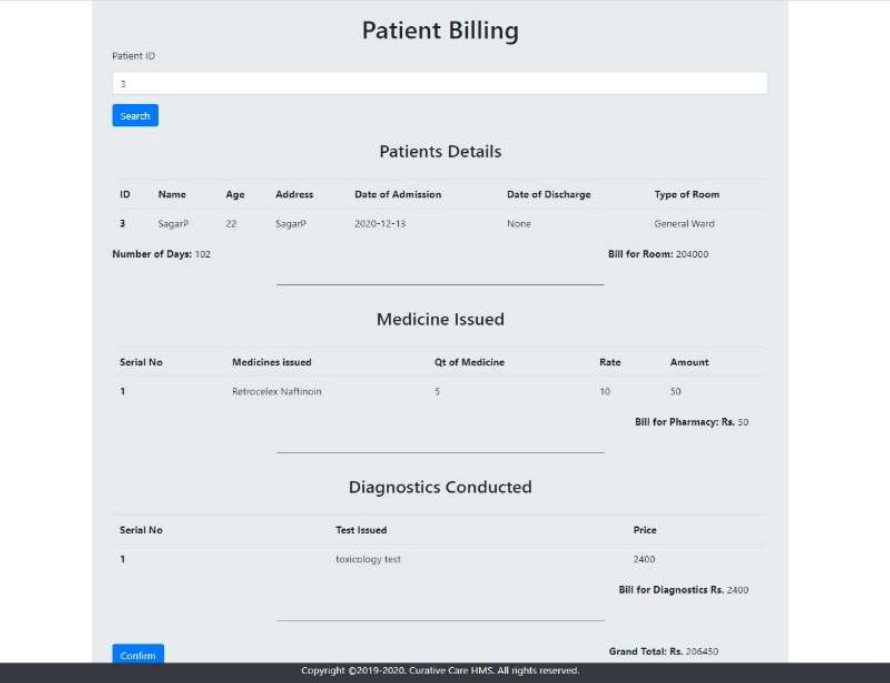 Patient Billing
Patient ID
3
Search
Patients Details
ID Name Age Address Date of Admission Date of Discharge Type of Room
3 SagarP 22 SagarP 2020-12-13 None General Ward
Number of Days: 102 Bill for Room: 204000
Medicine Issued
Serial No Medicines issued Qt of Medicine Rate Amount
1 Retrocelex Naffinoin 5 10 50
Bill for Pharmacy: Rs. 50
Diagnostics Conducted
Serial No Test Issued Price
1 toxicology test 2400
Bill for Diagnostics Rs. 2400
Confirm Grand Total: Rs. 206450
Copyright ©2019-2020. Curative Care HMS. All rights reserved.